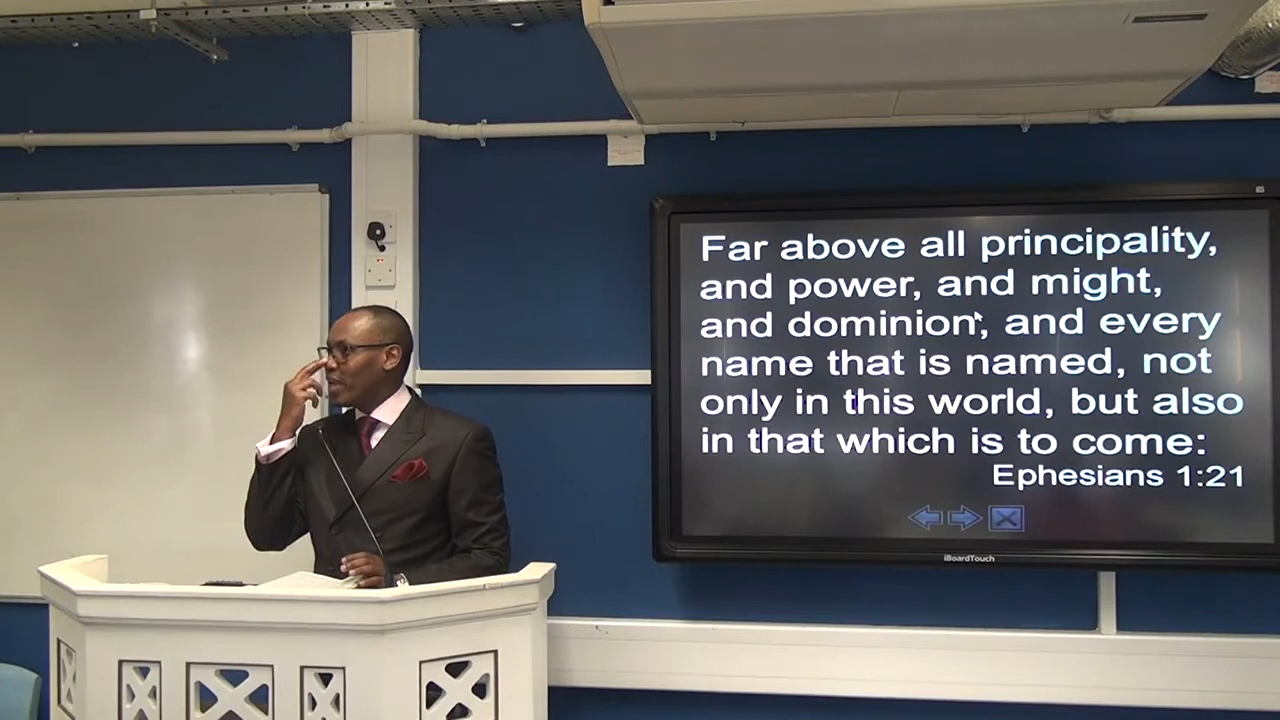 Far above all principality,
and power, and might,
and dominion, and every
name that is named, not
only in this world, but also
in that which is to come:
Ephesians 1:21
iBoardTouch